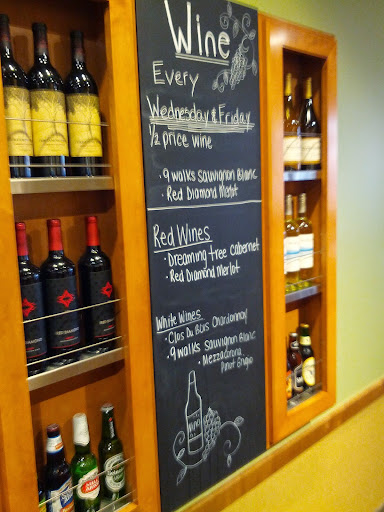 Wine
Every
Wednesday & Friday
1/2 price wine
• 9 walks Sauvignon Blanc
• Red Diamond Merlot
Red Wines
• Dreaming tree cabernet
• Red Diamond Merlot
White Wines
• Clos Du Bois Chardonnay
• 9 walks Sauvignon Blanc
• Mezzacorona
Pinot Grigio